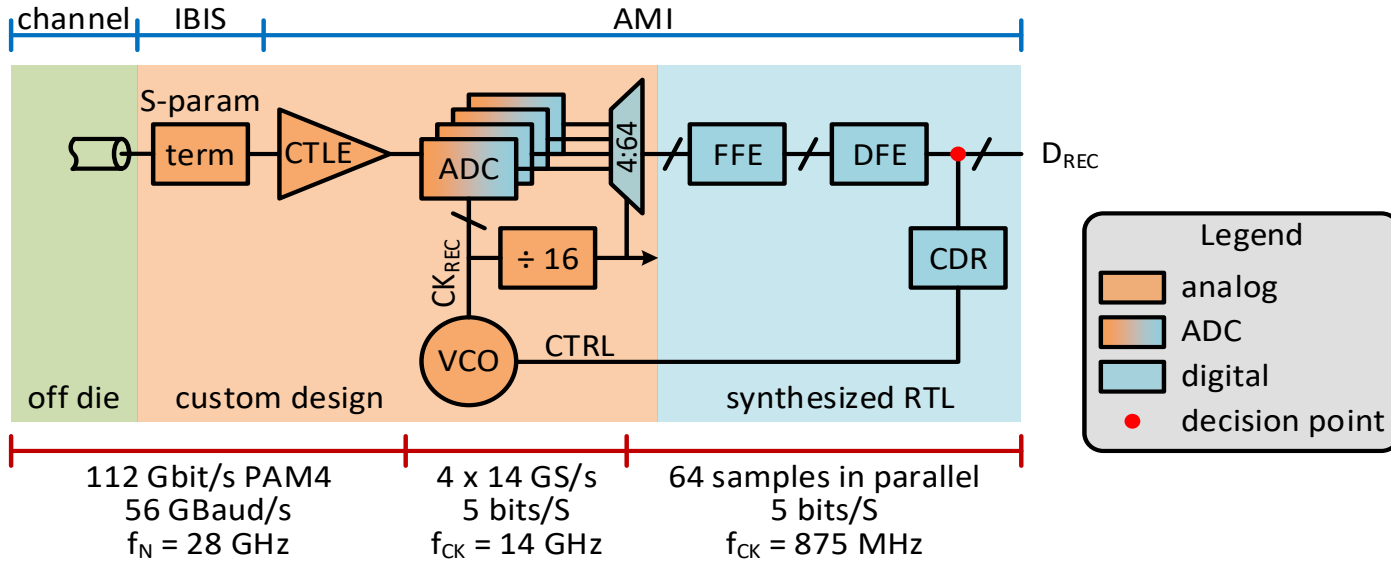 channel IBIS AMI
S-param
term CTLE ADC 4:64 FFE DFE D_REC
CK_REC ÷ 16 CDR
VCO CTRL
off die custom design synthesized RTL
112 Gbit/s PAM4
56 GBaud/s
f_N = 28 GHz
4 x 14 GS/s
5 bits/S
f_CK = 14 GHz
64 samples in parallel
5 bits/S
f_CK = 875 MHz
Legend
analog
ADC
digital
decision point